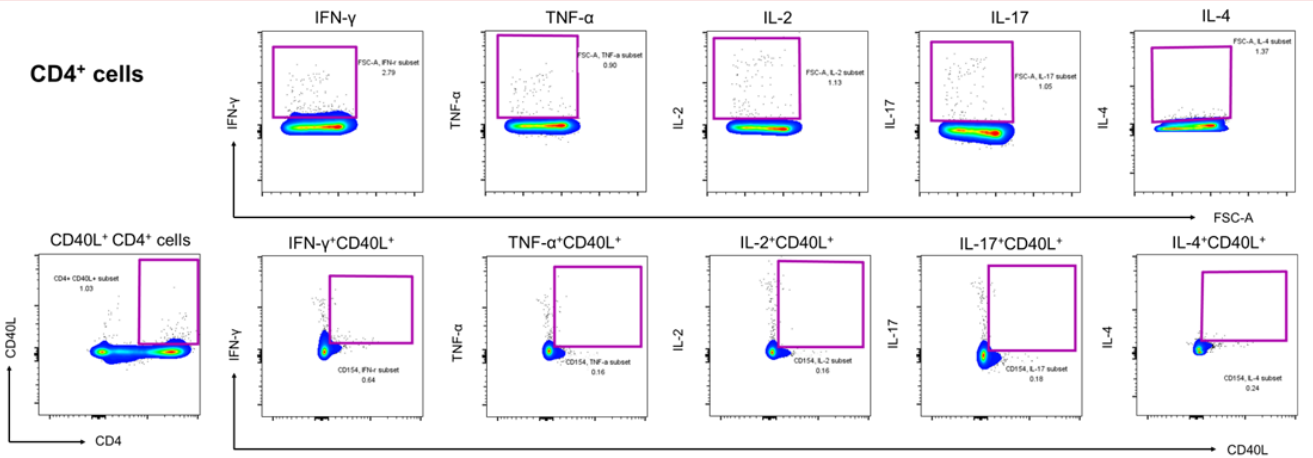 IFN-γ
TNF-α
IL-2
IL-17
IL-4
CD4⁺ cells
IFN-γ
FSC-A, IFN-r subset
2.79
TNF-α
FSC-A, TNF-a subset
0.90
IL-2
FSC-A, IL-2 subset
1.13
IL-17
FSC-A, IL-17 subset
1.05
IL-4
FSC-A, IL-4 subset
1.37
FSC-A
CD40L⁺ CD4⁺ cells
IFN-γ⁺CD40L⁺
TNF-α⁺CD40L⁺
IL-2⁺CD40L⁺
IL-17⁺CD40L⁺
IL-4⁺CD40L⁺
CD40L
CD4+ CD40L+ subset
1.03
IFN-γ
CD154, IFN-r subset
0.64
TNF-α
CD154, TNF-a subset
0.16
IL-2
CD154, IL-2 subset
0.16
IL-17
CD154, IL-17 subset
0.18
IL-4
CD154, IL-4 subset
0.24
CD4
CD40L